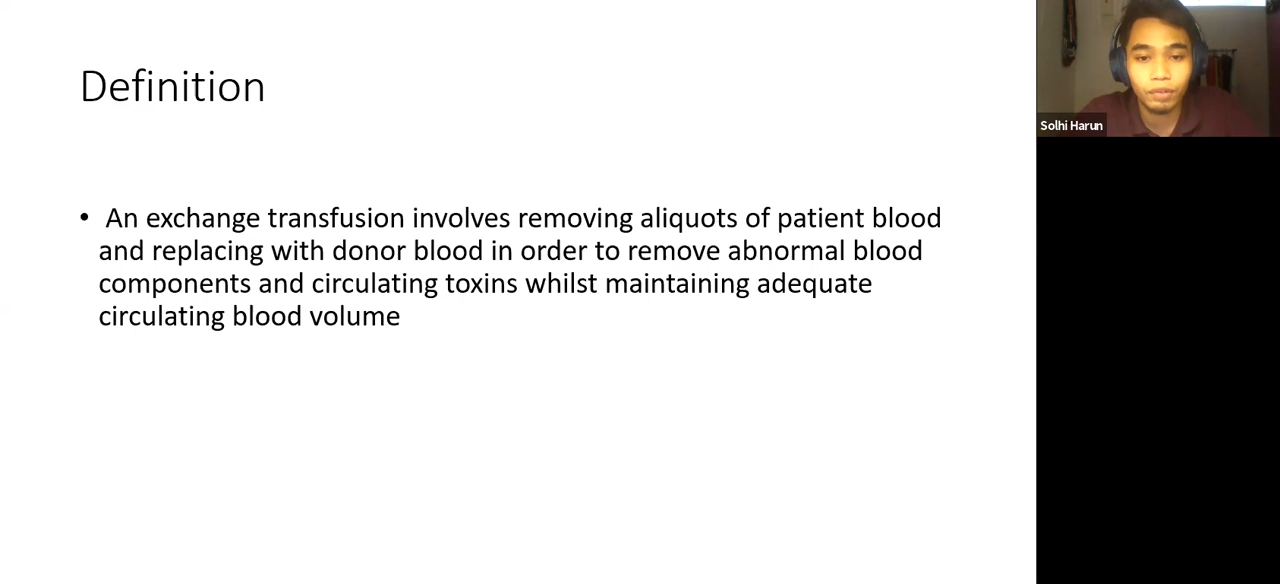 Definition
• An exchange transfusion involves removing aliquots of patient blood
and replacing with donor blood in order to remove abnormal blood
components and circulating toxins whilst maintaining adequate
circulating blood volume
Solhi Harun